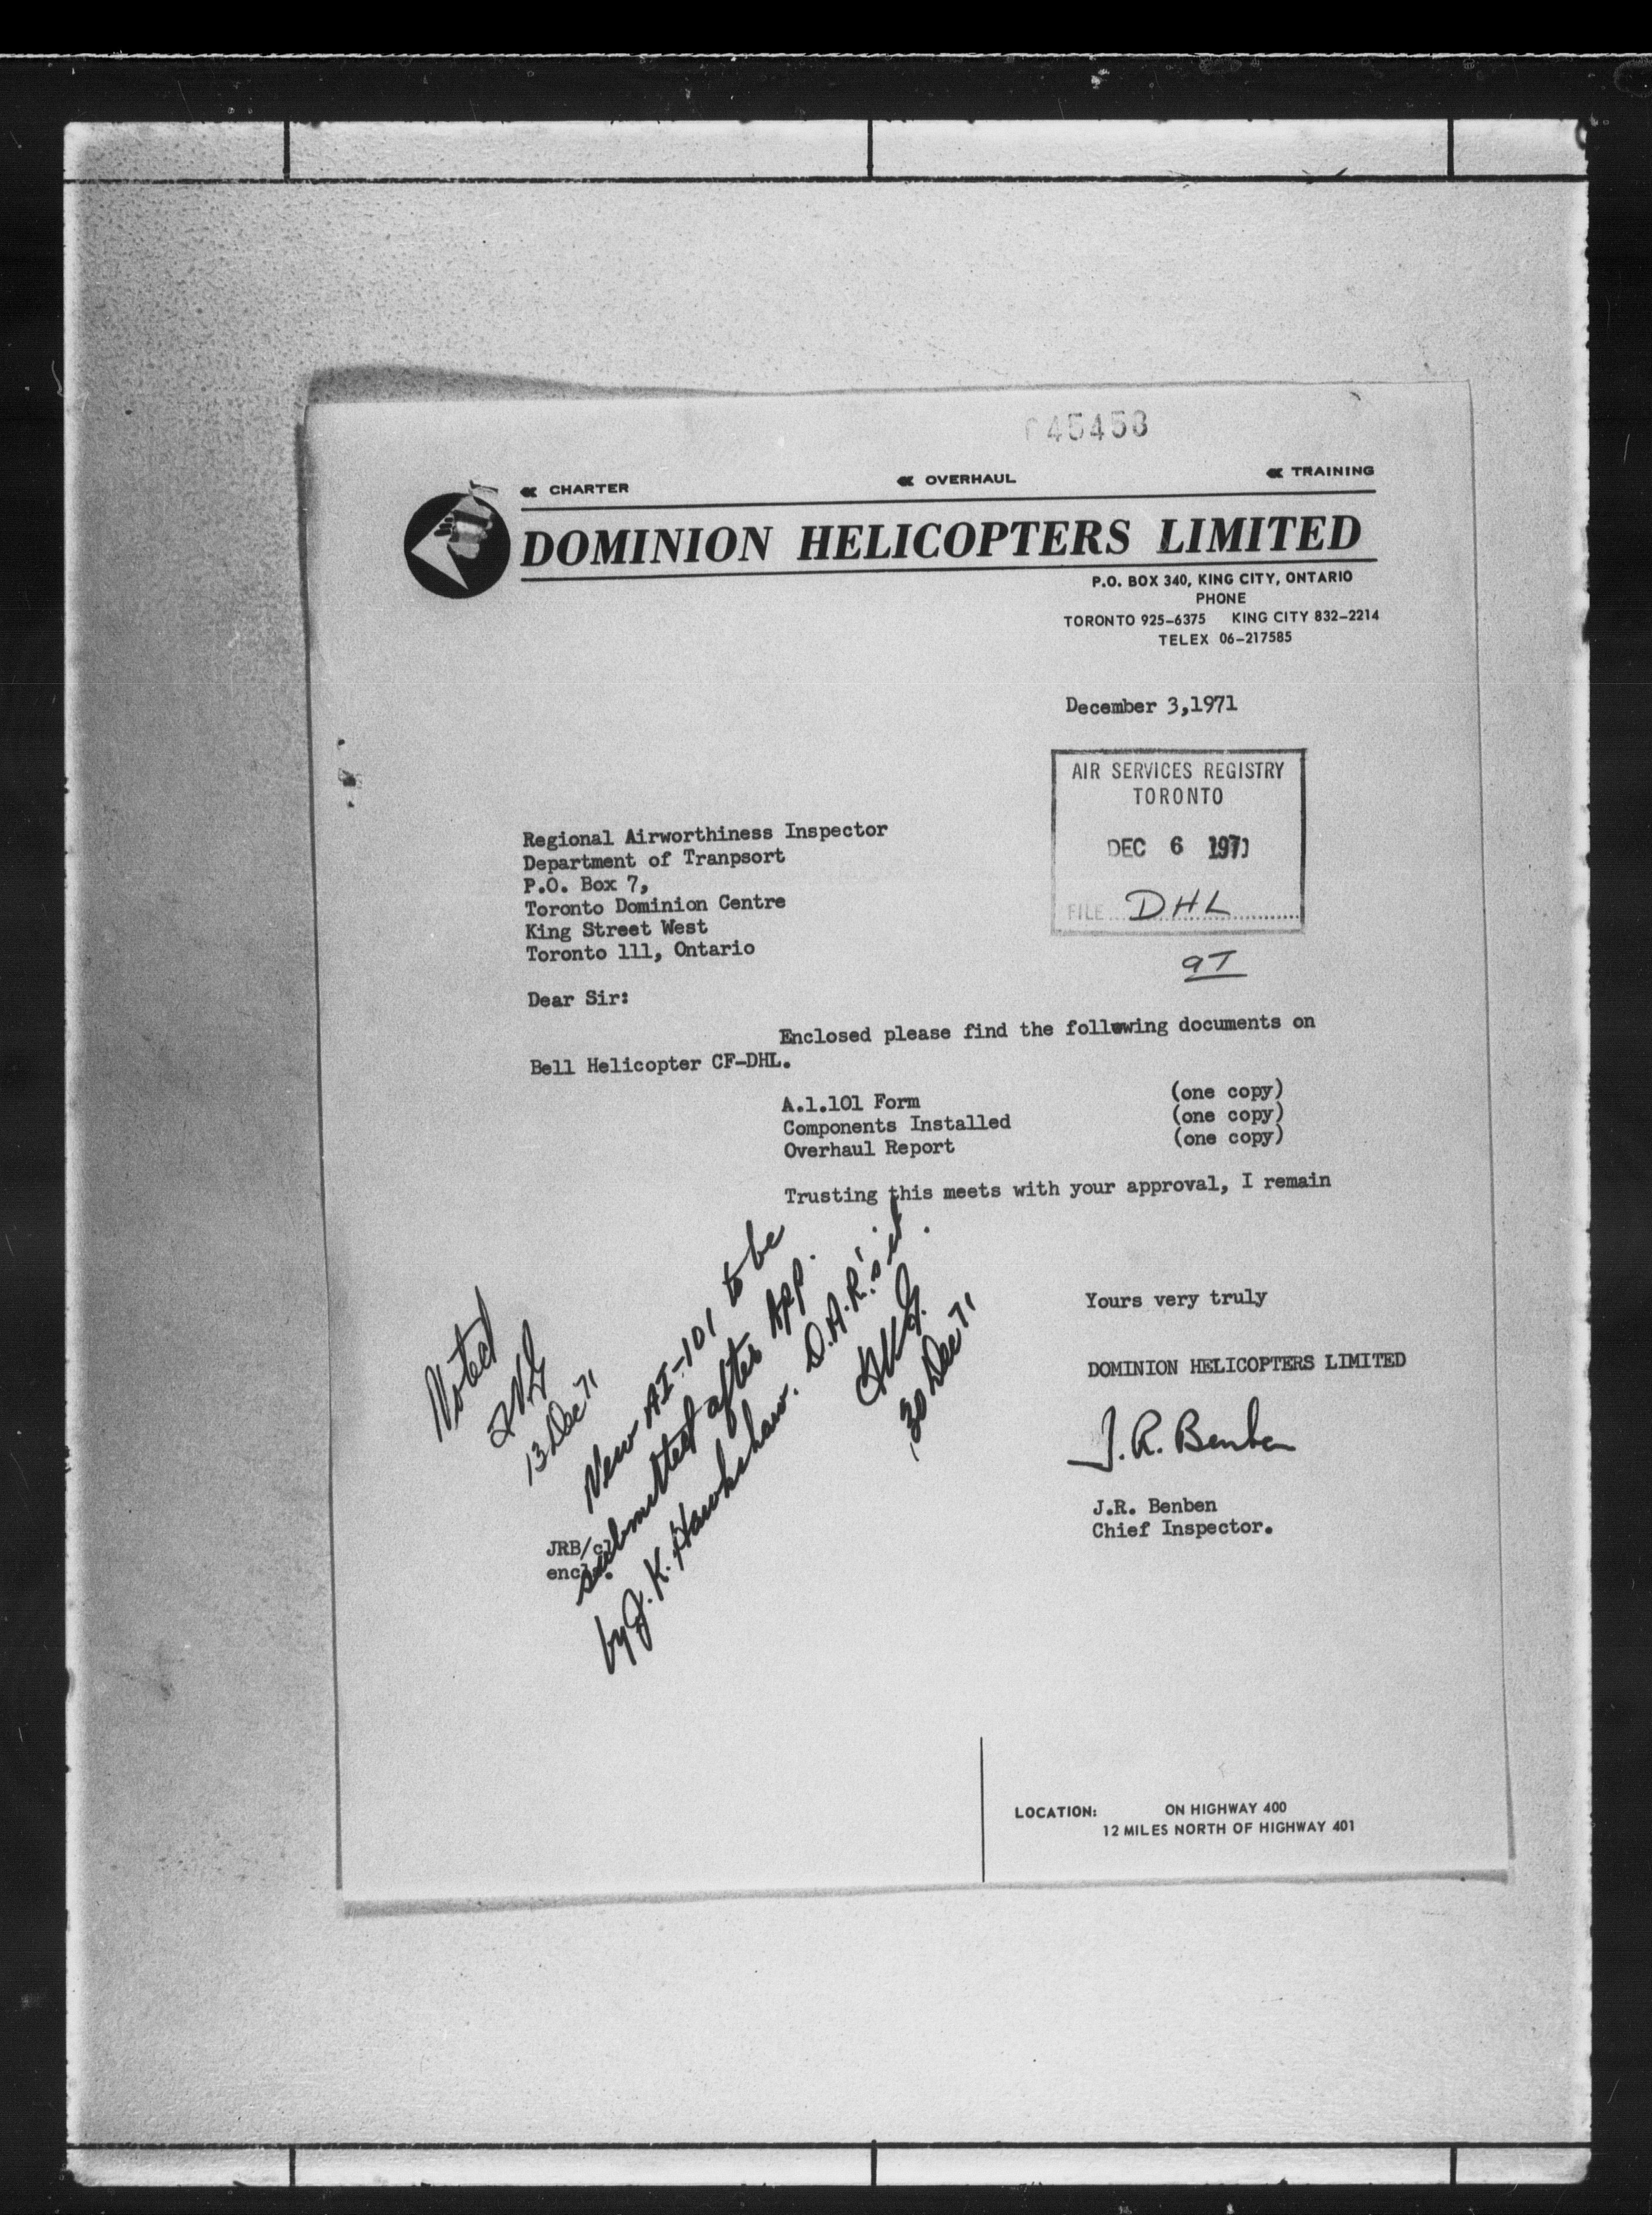 45458
CHARTER OVERHAUL TRAINING
DOMINION HELICOPTERS LIMITED
P.O. BOX 340, KING CITY, ONTARIO
PHONE
TORONTO 925-6375 KING CITY 832-2214
TELEX 06-217585
December 3,1971
AIR SERVICES REGISTRY
TORONTO
DEC 6 1971
FILE DHL
Regional Airworthiness Inspector
Department of Tranpsort
P.O. Box 7,
Toronto Dominion Centre
King Street West
Toronto 111, Ontario
Dear Sir:
Enclosed please find the following documents on
Bell Helicopter CF-DHL.
A.1.101 Form (one copy)
Components Installed (one copy)
Overhaul Report (one copy)
Trusting this meets with your approval, I remain
Noted
13 Dec 71
New AI-101 to be
submitted after App.
by J.K. Hawkshaw. D.A.R.'s
30 Dec 71
Yours very truly
DOMINION HELICOPTERS LIMITED
J. R. Benben
J.R. Benben
Chief Inspector.
JRB/cl
encl.
LOCATION: ON HIGHWAY 400
12 MILES NORTH OF HIGHWAY 401